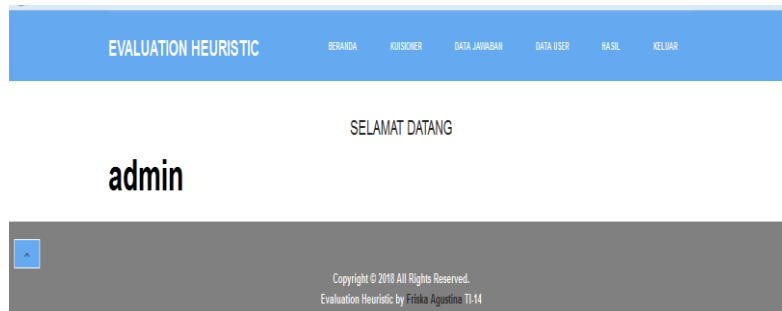 EVALUATION HEURISTIC BERANDA KUISIONER DATA JAWABAN DATA USER HASIL KELUAR
SELAMAT DATANG
admin
Copyright © 2018 All Rights Reserved.
Evaluation Heuristic by Friska Agustina TI-14